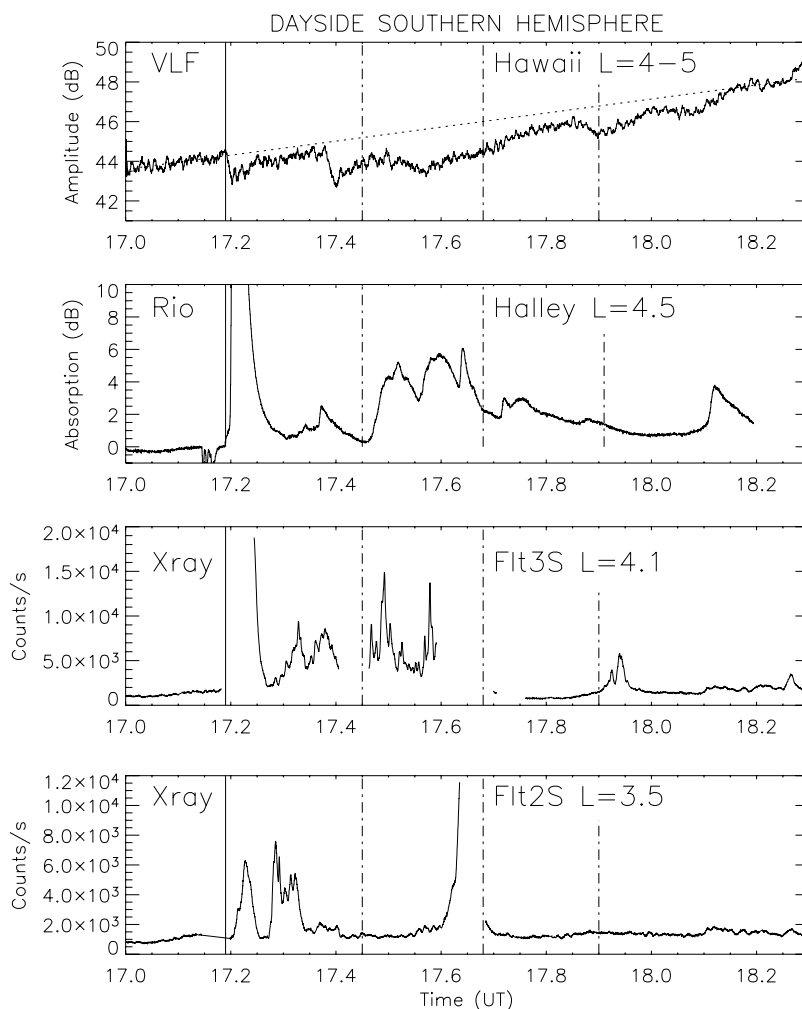 DAYSIDE SOUTHERN HEMISPHERE
VLF
Hawaii L=4−5
Amplitude (dB)
50
48
46
44
42
17.0 17.2 17.4 17.6 17.8 18.0 18.2
Rio
Halley L=4.5
Absorption (dB)
10
8
6
4
2
0
17.0 17.2 17.4 17.6 17.8 18.0 18.2
Xray
Flt3S L=4.1
Counts/s
2.0×10⁴
1.5×10⁴
1.0×10⁴
5.0×10³
0
17.0 17.2 17.4 17.6 17.8 18.0 18.2
Xray
Flt2S L=3.5
Counts/s
1.2×10⁴
1.0×10⁴
8.0×10³
6.0×10³
4.0×10³
2.0×10³
0
17.0 17.2 17.4 17.6 17.8 18.0 18.2
Time (UT)